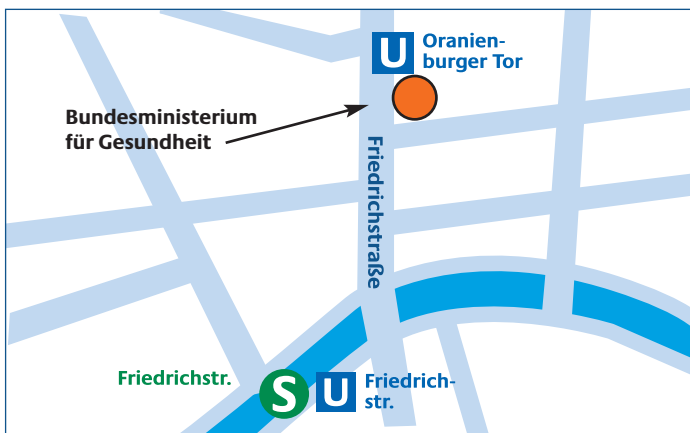 U
Oranien-
burger Tor
Bundesministerium
für Gesundheit
Friedrichstraße
Friedrichstr.
S
U
Friedrich-
str.